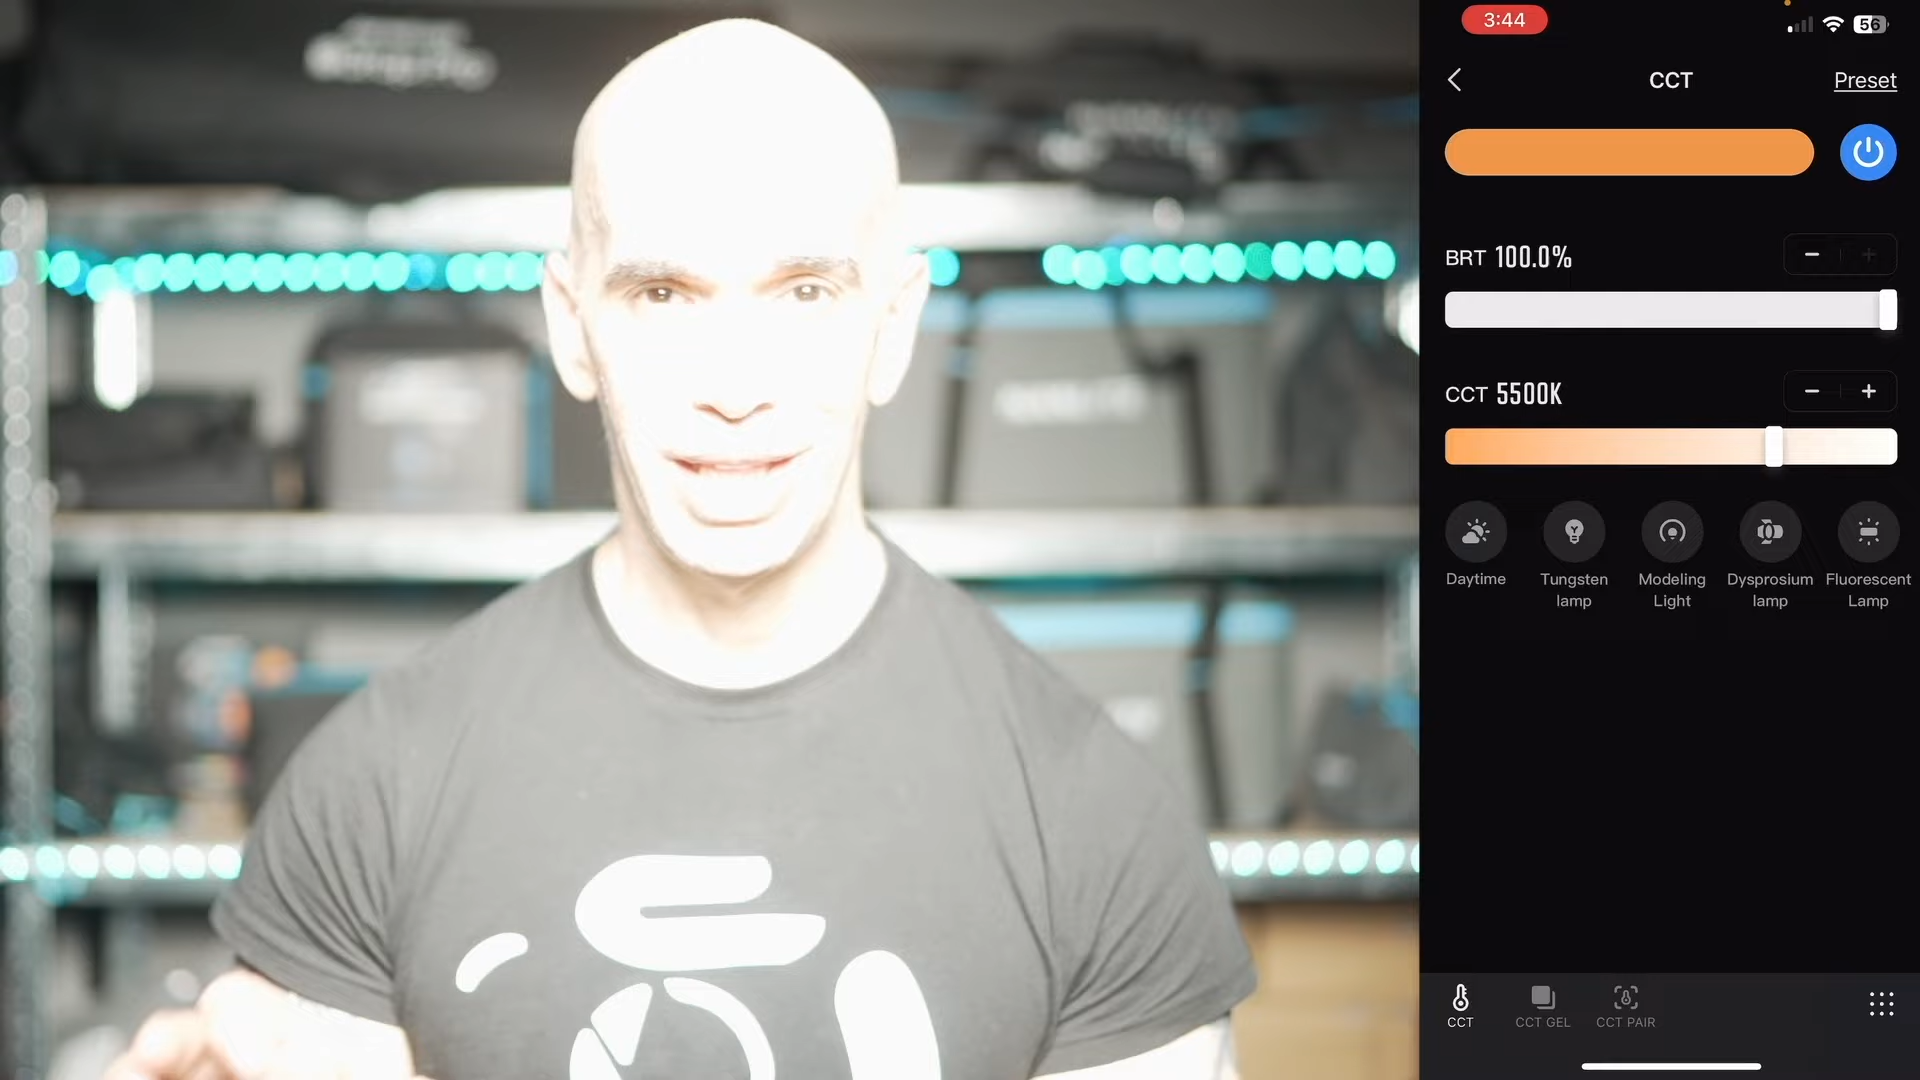 3:44
56
CCT
Preset
BRT 100.0%
CCT 5500K
Daytime
Tungsten
lamp
Modeling
Light
Dysprosium
lamp
Fluorescent
Lamp
CCT
CCT GEL
CCT PAIR